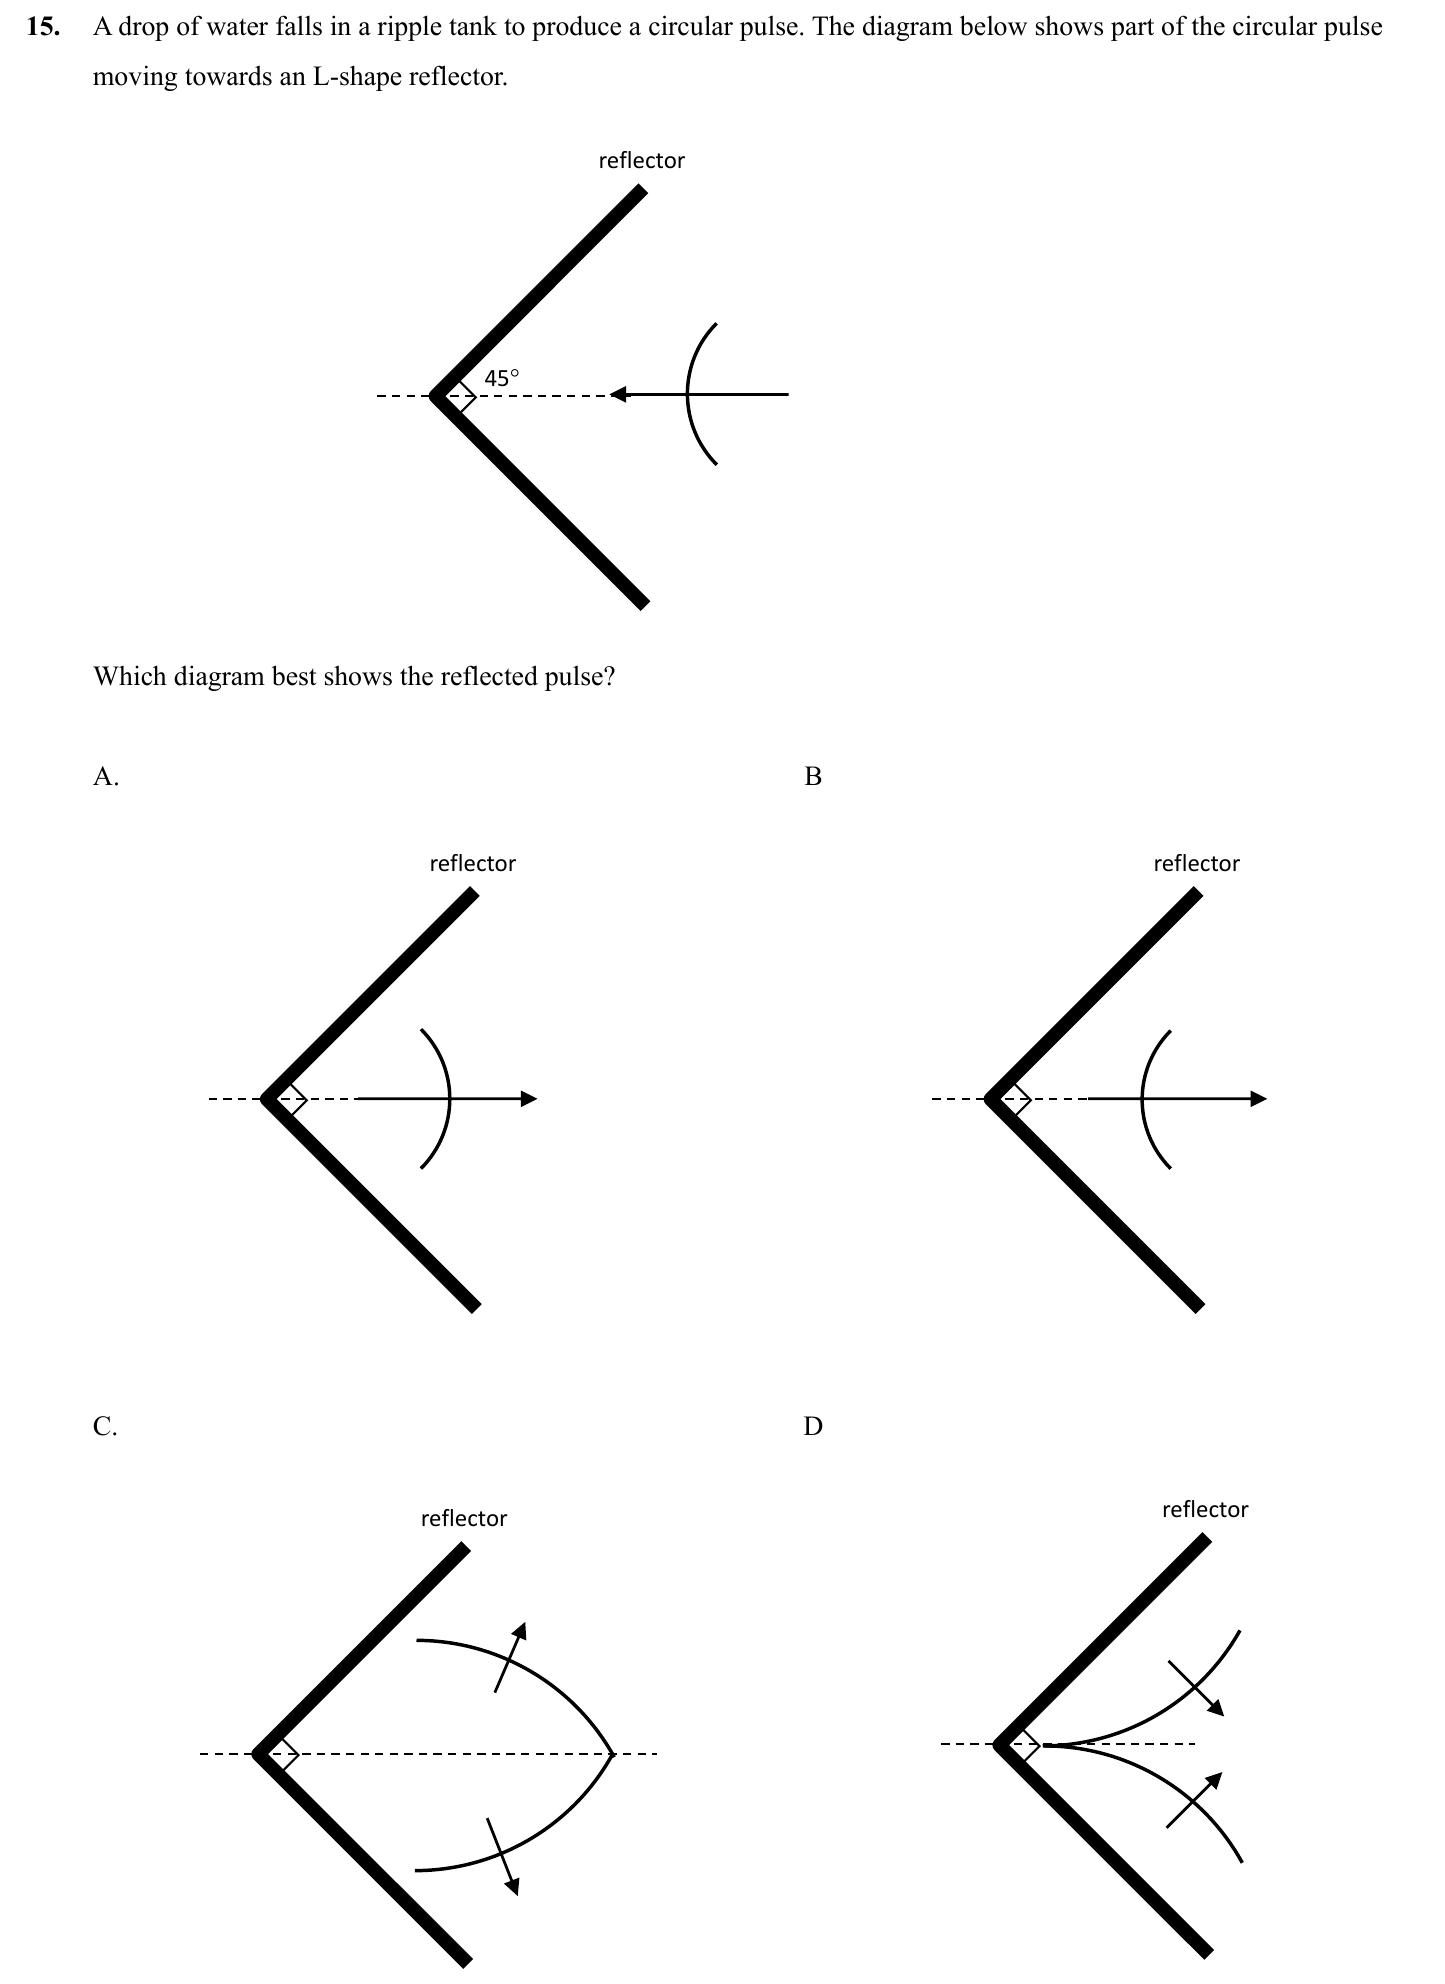 15. A drop of water falls in a ripple tank to produce a circular pulse. The diagram below shows part of the circular pulse
moving towards an L-shape reflector.
reflector
45°
Which diagram best shows the reflected pulse?
A.
B
reflector
reflector
C.
D
reflector
reflector